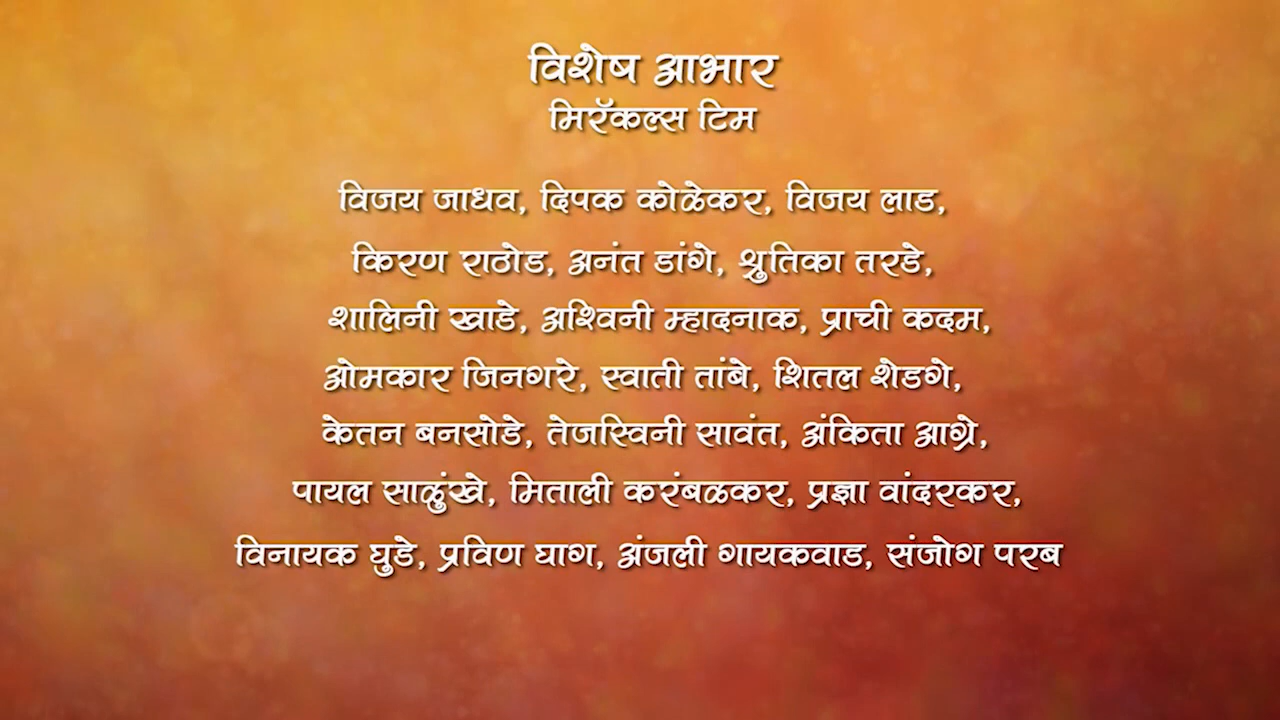 विशेष आभार
मिरॅकल्स टिम
विजय जाधव, दिपक कोळेकर, विजय लाड,
किरण राठोड, अनंत डांगे, श्रुतिका तरडे,
शालिनी खाडे, अश्विनी म्हादनाक, प्राची कदम,
ओमकार जिनगरे, स्वाती तांबे, शितल शेडगे,
केतन बनसोडे, तेजस्विनी सावंत, अंकिता आग्रे,
पायल साळुंखे, मिताली करंबळकर, प्रज्ञा वांदरकर,
विनायक घुडे, प्रविण घाग, अंजली गायकवाड, संजोग परब